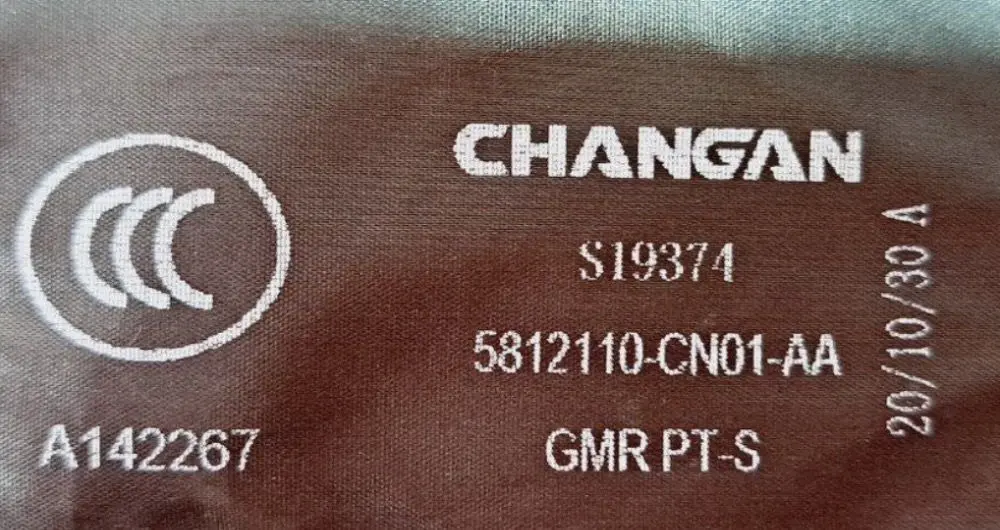 CCC
A142267
CHANGAN
S19374
5812110-CN01-AA
GMR PT-S
20/10/30 A